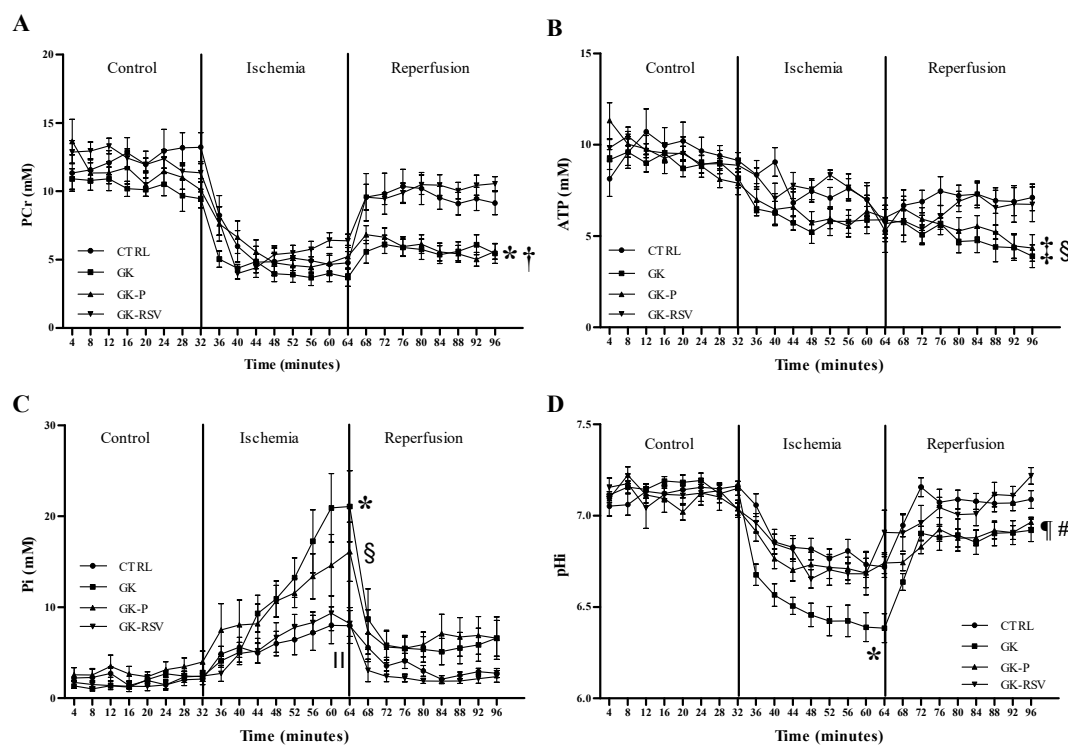 A
B
20
15
10
5
0
PCr (mM)
Control
Ischemia
Reperfusion
CTRL
GK
GK-P
GK-RSV
* †
4 8 12 16 20 24 28 32 36 40 44 48 52 56 60 64 68 72 76 80 84 88 92 96
Time (minutes)
15
10
5
0
ATP (mM)
Control
Ischemia
Reperfusion
CTRL
GK
GK-P
GK-RSV
‡
‡ §
4 8 12 16 20 24 28 32 36 40 44 48 52 56 60 64 68 72 76 80 84 88 92 96
Time (minutes)
C
D
30
20
10
0
Pi (mM)
Control
Ischemia
Reperfusion
CTRL
GK
GK-P
GK-RSV
*
§
II
4 8 12 16 20 24 28 32 36 40 44 48 52 56 60 64 68 72 76 80 84 88 92 96
Time (minutes)
7.5
7.0
6.5
6.0
pHi
Control
Ischemia
Reperfusion
¶ #
*
CTRL
GK
GK-P
GK-RSV
4 8 12 16 20 24 28 32 36 40 44 48 52 56 60 64 68 72 76 80 84 88 92 96
Time (minutes)